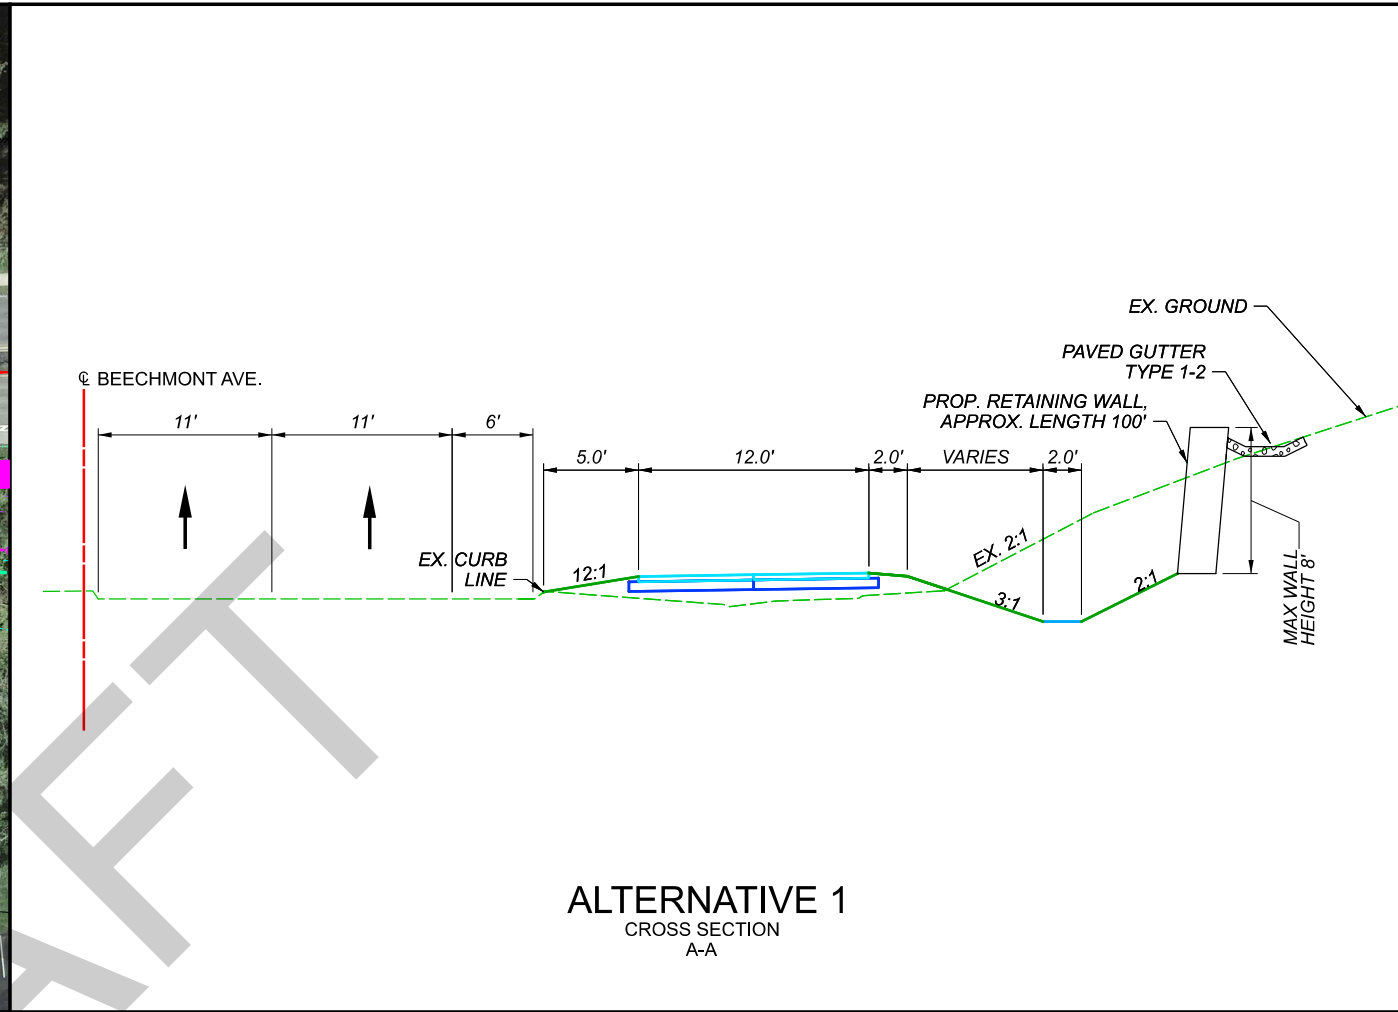 EX. GROUND
PAVED GUTTER
TYPE 1-2
℄ BEECHMONT AVE.
PROP. RETAINING WALL,
APPROX. LENGTH 100'
11'
11'
6'
5.0'
12.0'
2.0'
VARIES
2.0'
EX. CURB
LINE
12:1
EX. 2:1
3:1
2:1
MAX WALL
HEIGHT 8'
AFT
ALTERNATIVE 1
CROSS SECTION
A-A